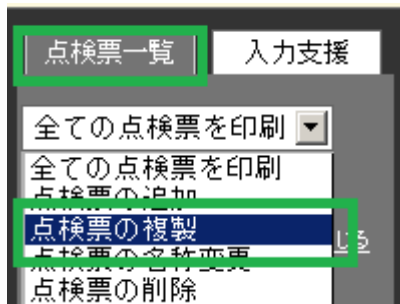 点検票一覧 入力支援
全ての点検票を印刷
全ての点検票を印刷
点検票の追加
点検票の複製
じる
点検票の名称変更
点検票の削除